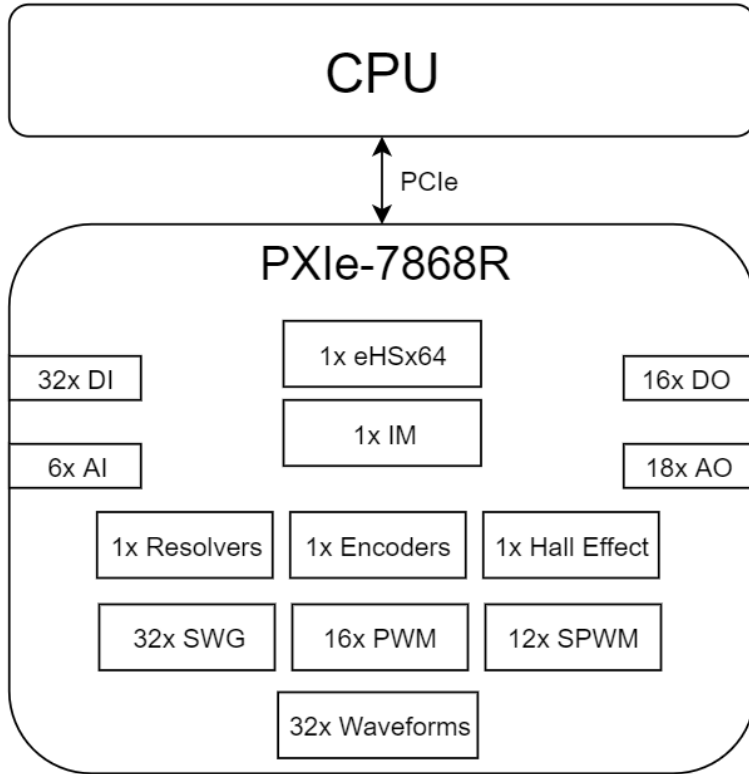 CPU
PCIe
PXIe-7868R
1x eHSx64
32x DI
16x DO
1x IM
6x AI
18x AO
1x Resolvers
1x Encoders
1x Hall Effect
32x SWG
16x PWM
12x SPWM
32x Waveforms